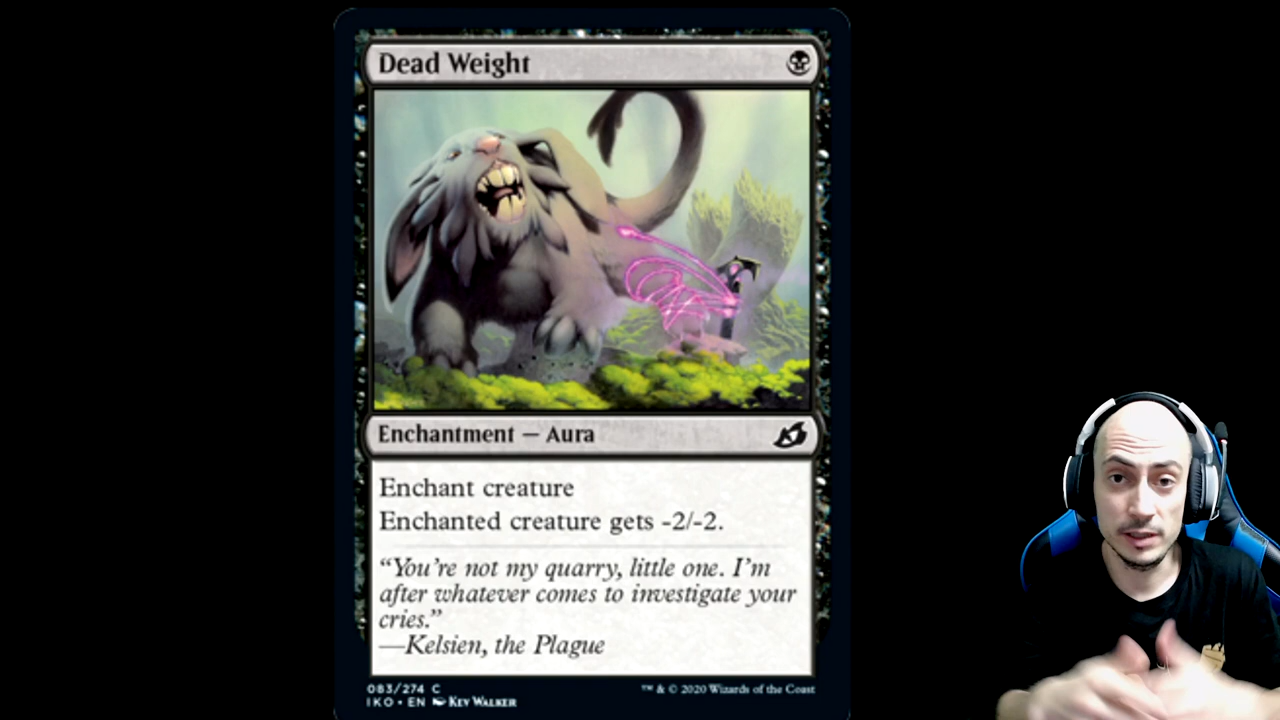 Dead Weight
Enchantment — Aura
Enchant creature
Enchanted creature gets -2/-2.
“You’re not my quarry, little one. I’m
after whatever comes to investigate your
cries.”
—Kelsien, the Plague
083/274 C
IKO • EN Kev Walker
™ & © 2020 Wizards of the Coast